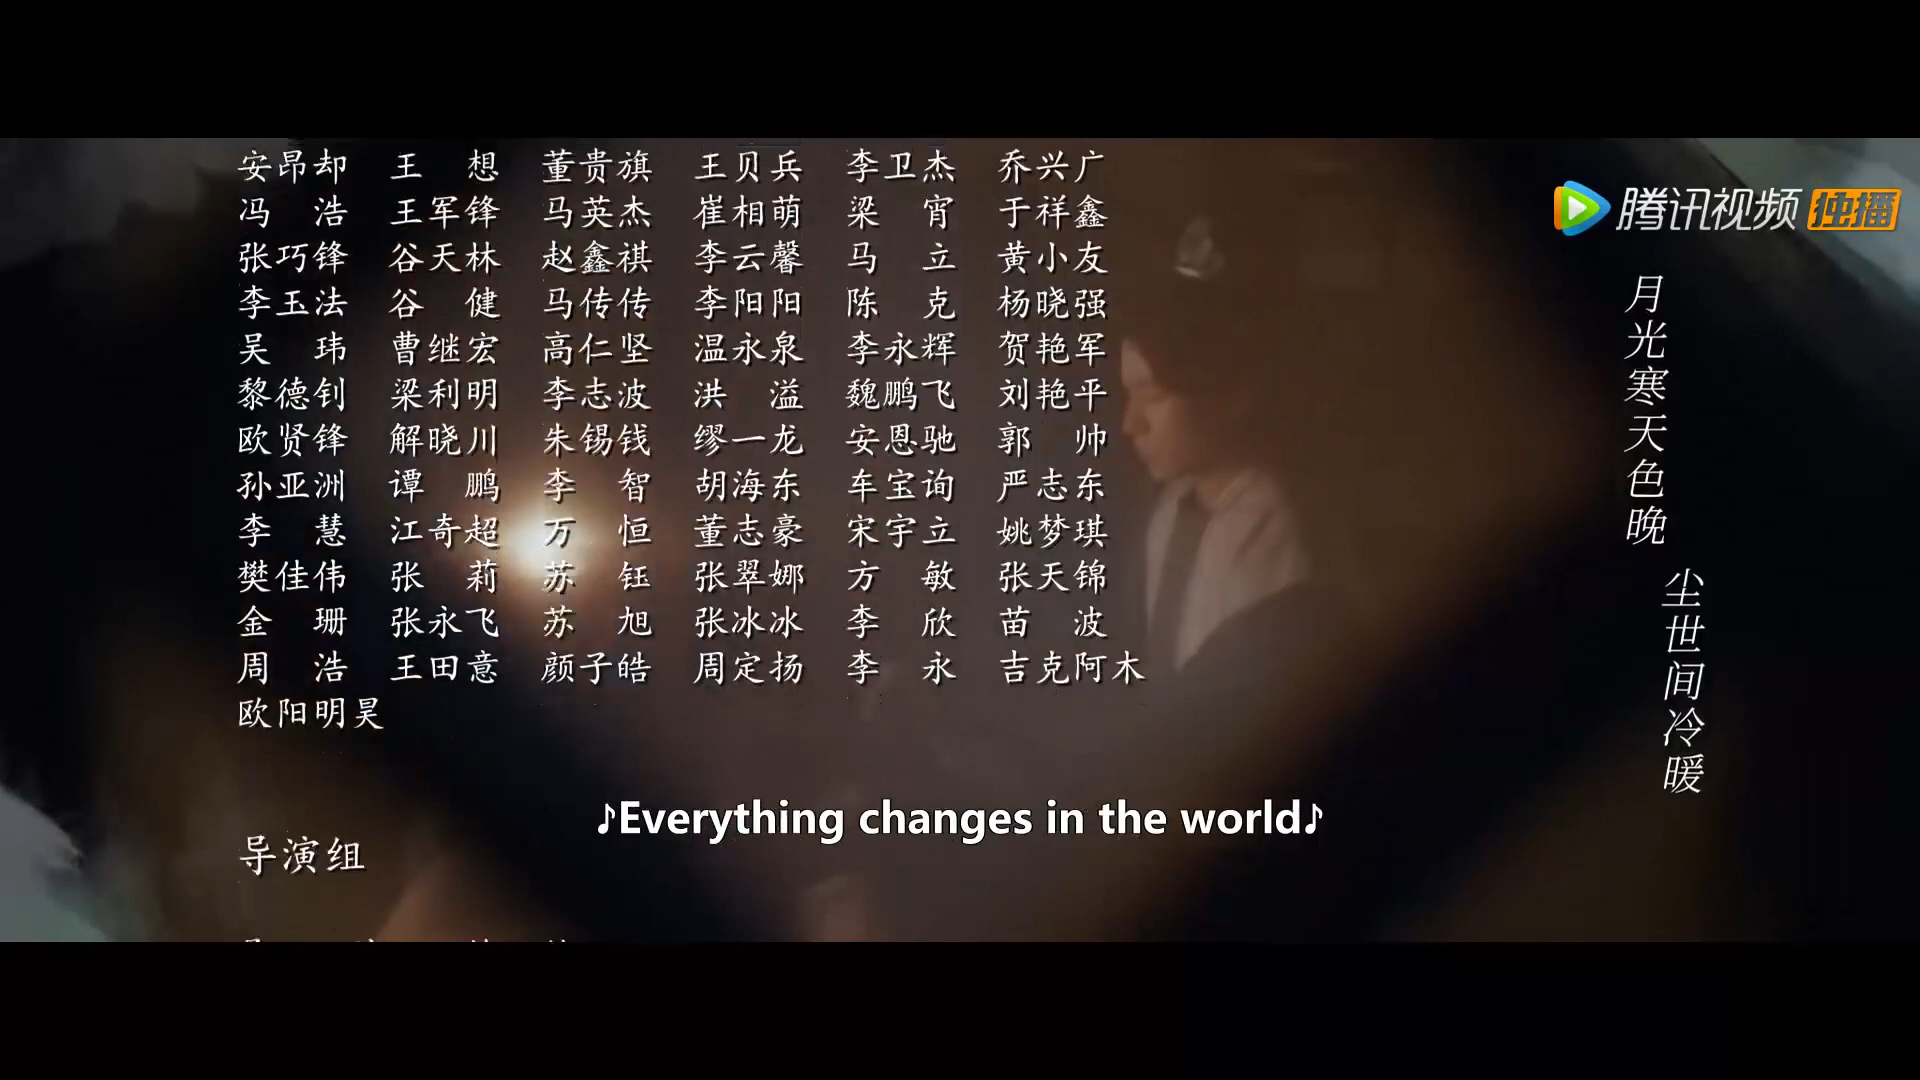 安昂却 王想 董贵旗 王贝兵 李卫杰 乔兴广
冯浩 王军锋 马英杰 崔相萌 梁宵 于祥鑫
张巧锋 谷天林 赵鑫祺 李云馨 马立 黄小友
李玉法 谷健 马传传 李阳阳 陈克 杨晓强
吴玮 曹继宏 高仁坚 温永泉 李永辉 贺艳军
黎德钊 梁利明 李志波 洪溢 魏鹏飞 刘艳平
欧贤锋 解晓川 朱锡钱 缪一龙 安恩驰 郭帅
孙亚洲 谭鹏 李智 胡海东 车宝询 严志东
李慧 江奇超 万恒 董志豪 宋宇立 姚梦琪
樊佳伟 张莉 苏钰 张翠娜 方敏 张天锦
金珊 张永飞 苏旭 张冰冰 李欣 苗波
周浩 王田意 颜子皓 周定扬 李永 吉克阿木
欧阳明昊
导演组
腾讯视频 独播
月光寒天色晚
尘世间冷暖
♪Everything changes in the world♪